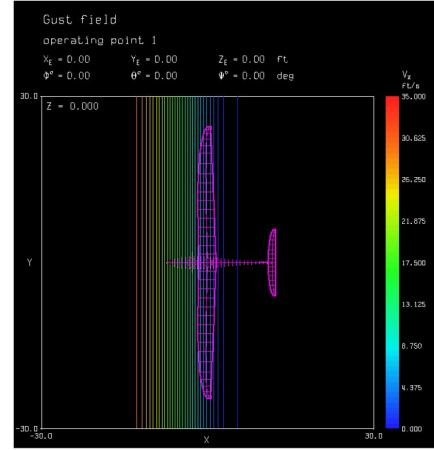 Gust field
operating point 1
X_E = 0.00 Y_E = 0.00 Z_E = 0.00 ft
Φ° = 0.00 θ° = 0.00 Ψ° = 0.00 deg
V_z
ft/s
30.0
Z = 0.000
35.000
30.625
26.250
21.875
Y
17.500
13.125
8.750
4.375
0.000
-30.0
-30.0
X
30.0